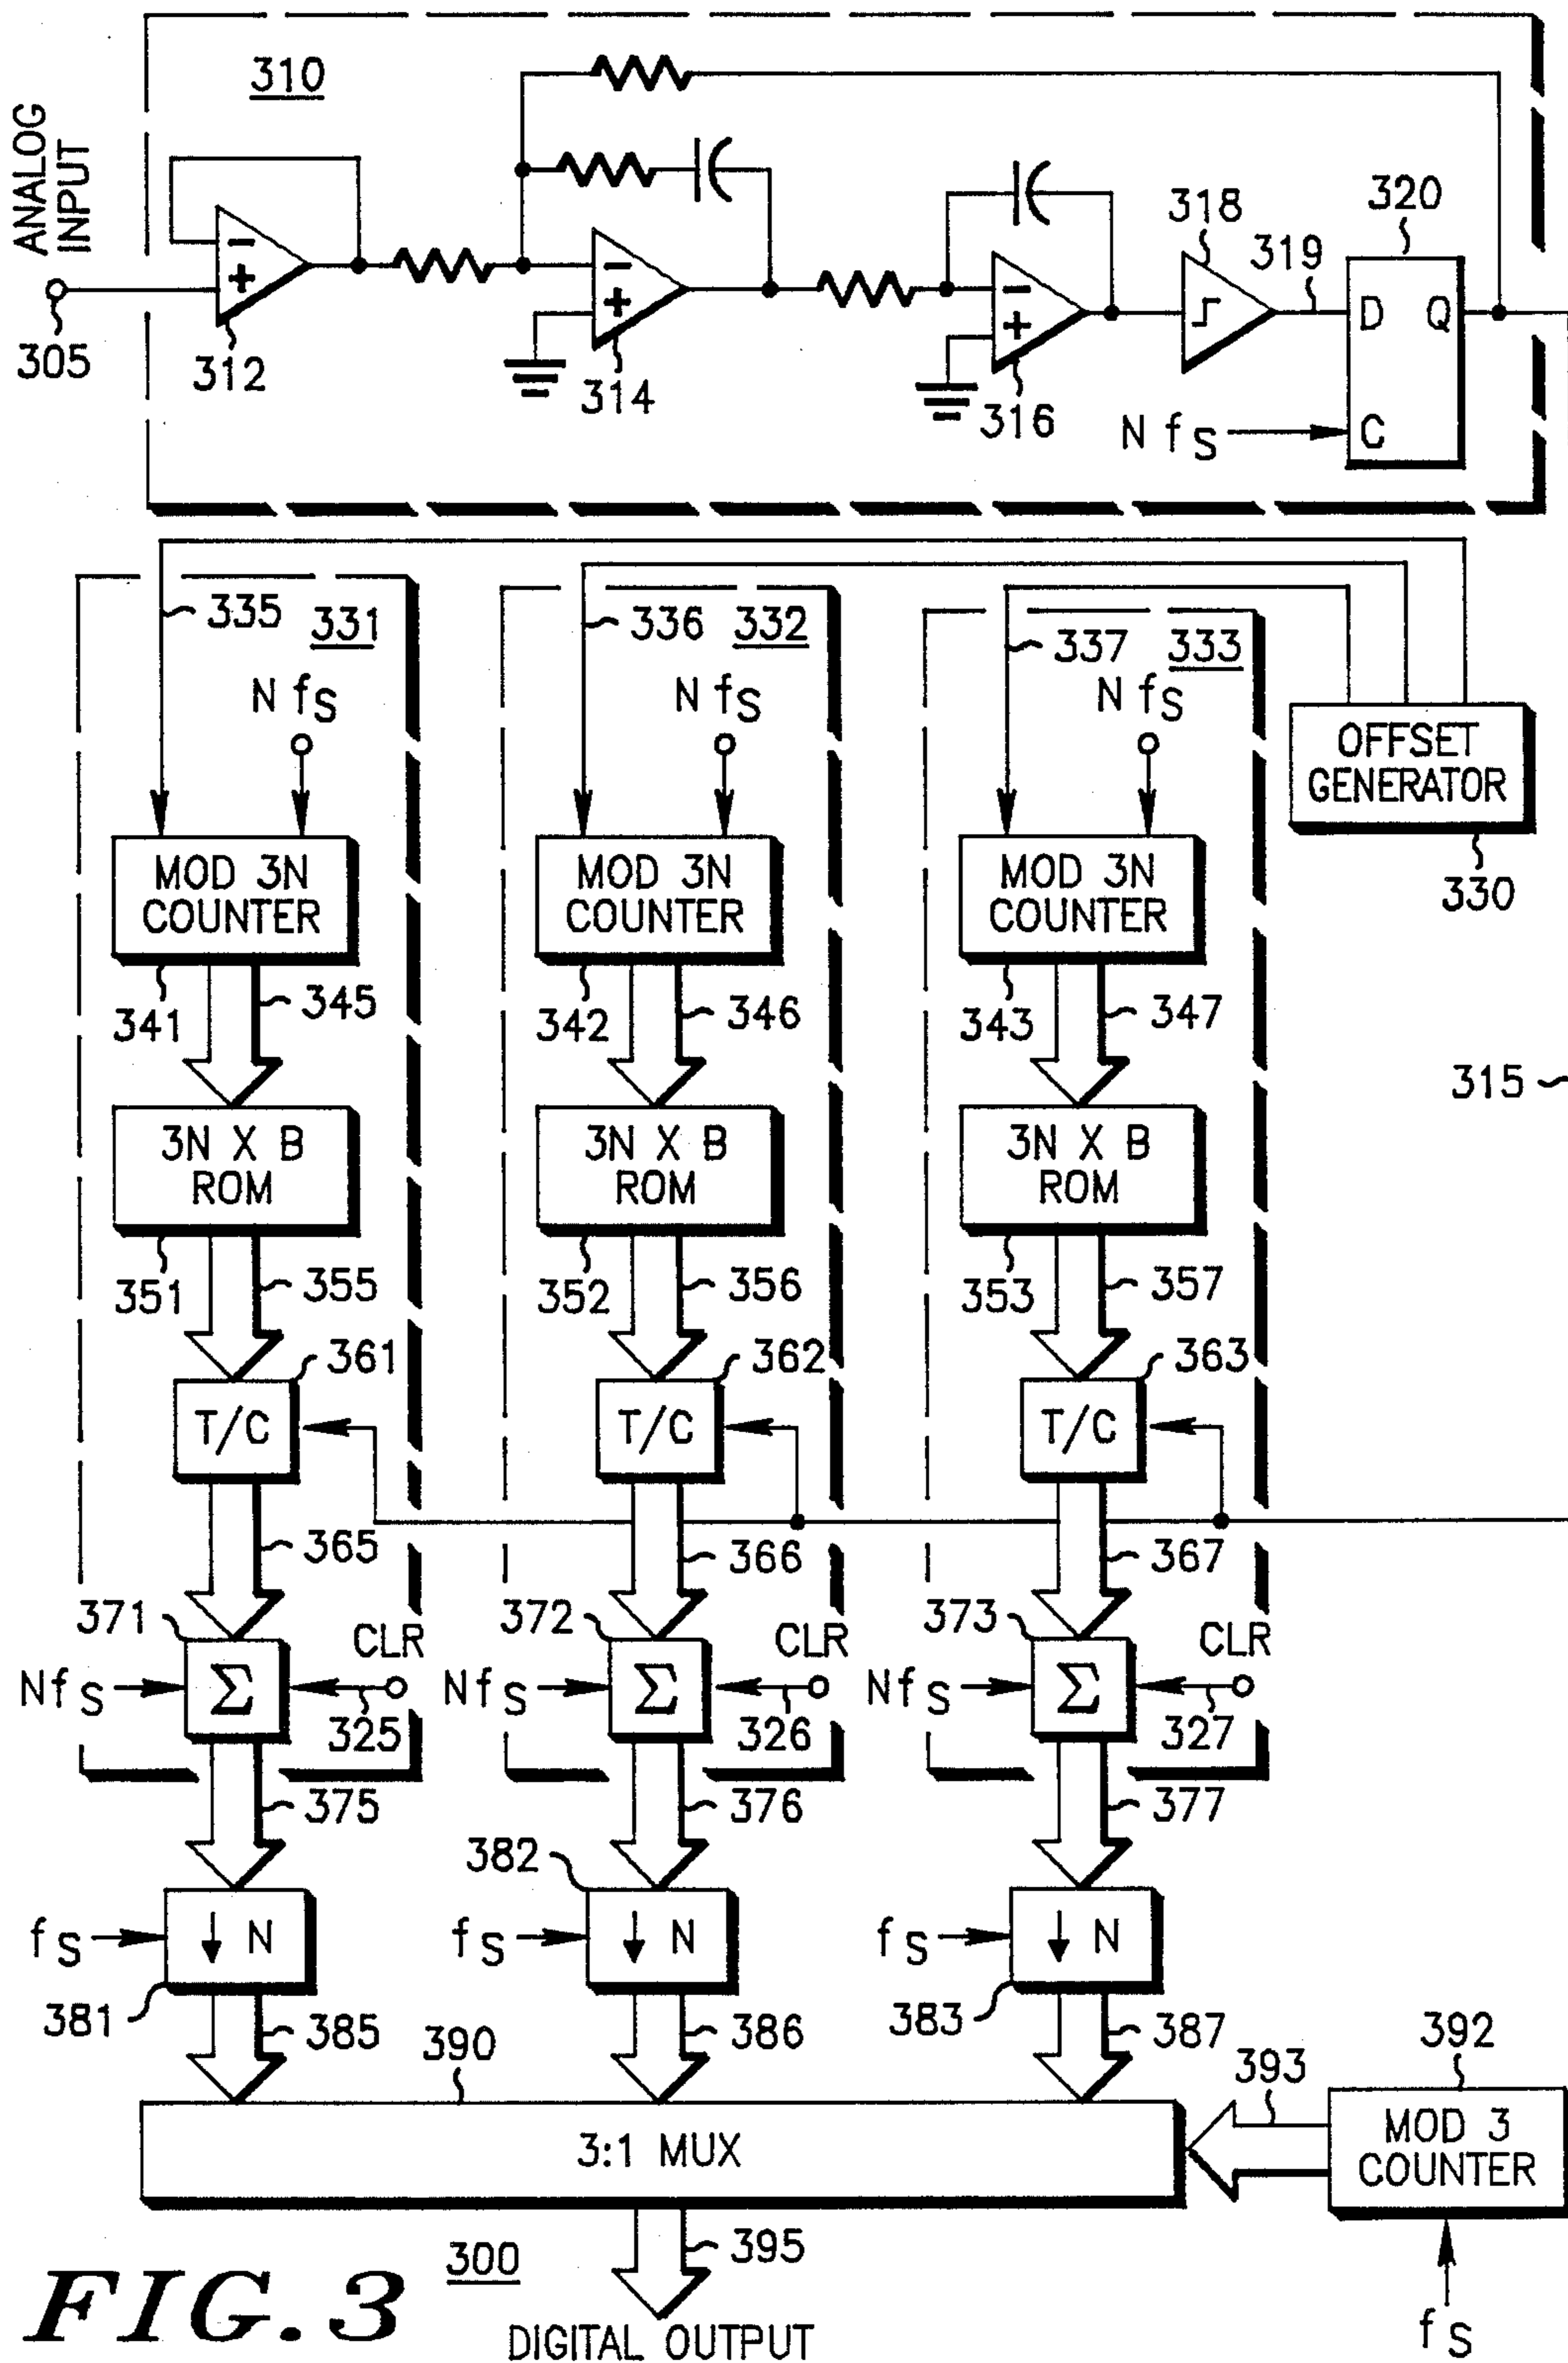 310
ANALOG
INPUT
305
312
314
316
318
319
320
D Q
C
N fS
335
331
336
332
337
333
N fS
N fS
N fS
OFFSET
GENERATOR
330
MOD 3N
COUNTER
MOD 3N
COUNTER
MOD 3N
COUNTER
341
345
342
346
343
347
315
3N X B
ROM
3N X B
ROM
3N X B
ROM
351
355
352
356
353
357
361
362
363
T/C
T/C
T/C
365
366
367
371
CLR
372
CLR
373
CLR
NfS
Σ
NfS
Σ
NfS
Σ
325
326
327
375
376
377
382
fS
↓ N
fS
↓ N
fS
↓ N
381
385
386
383
387
390
392
393
3:1 MUX
MOD 3
COUNTER
395
300
FIG. 3
DIGITAL OUTPUT
fS